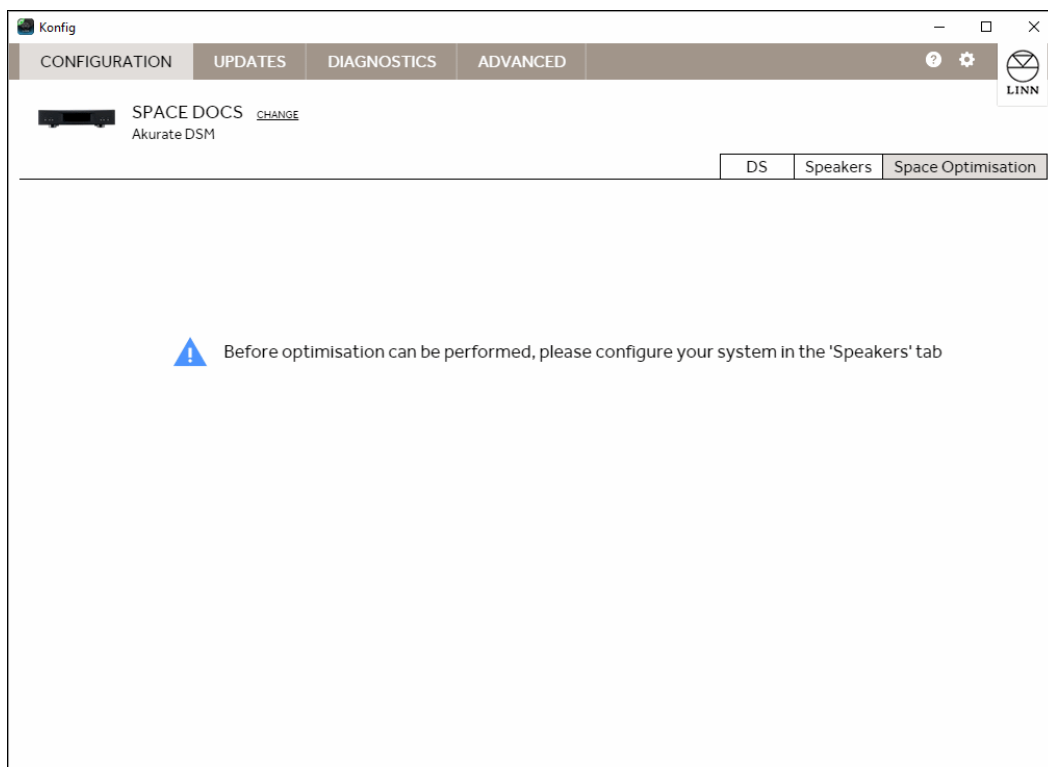 Konfig
CONFIGURATION UPDATES DIAGNOSTICS ADVANCED
LINN
SPACE DOCS CHANGE
Akurate DSM
DS Speakers Space Optimisation
Before optimisation can be performed, please configure your system in the 'Speakers' tab